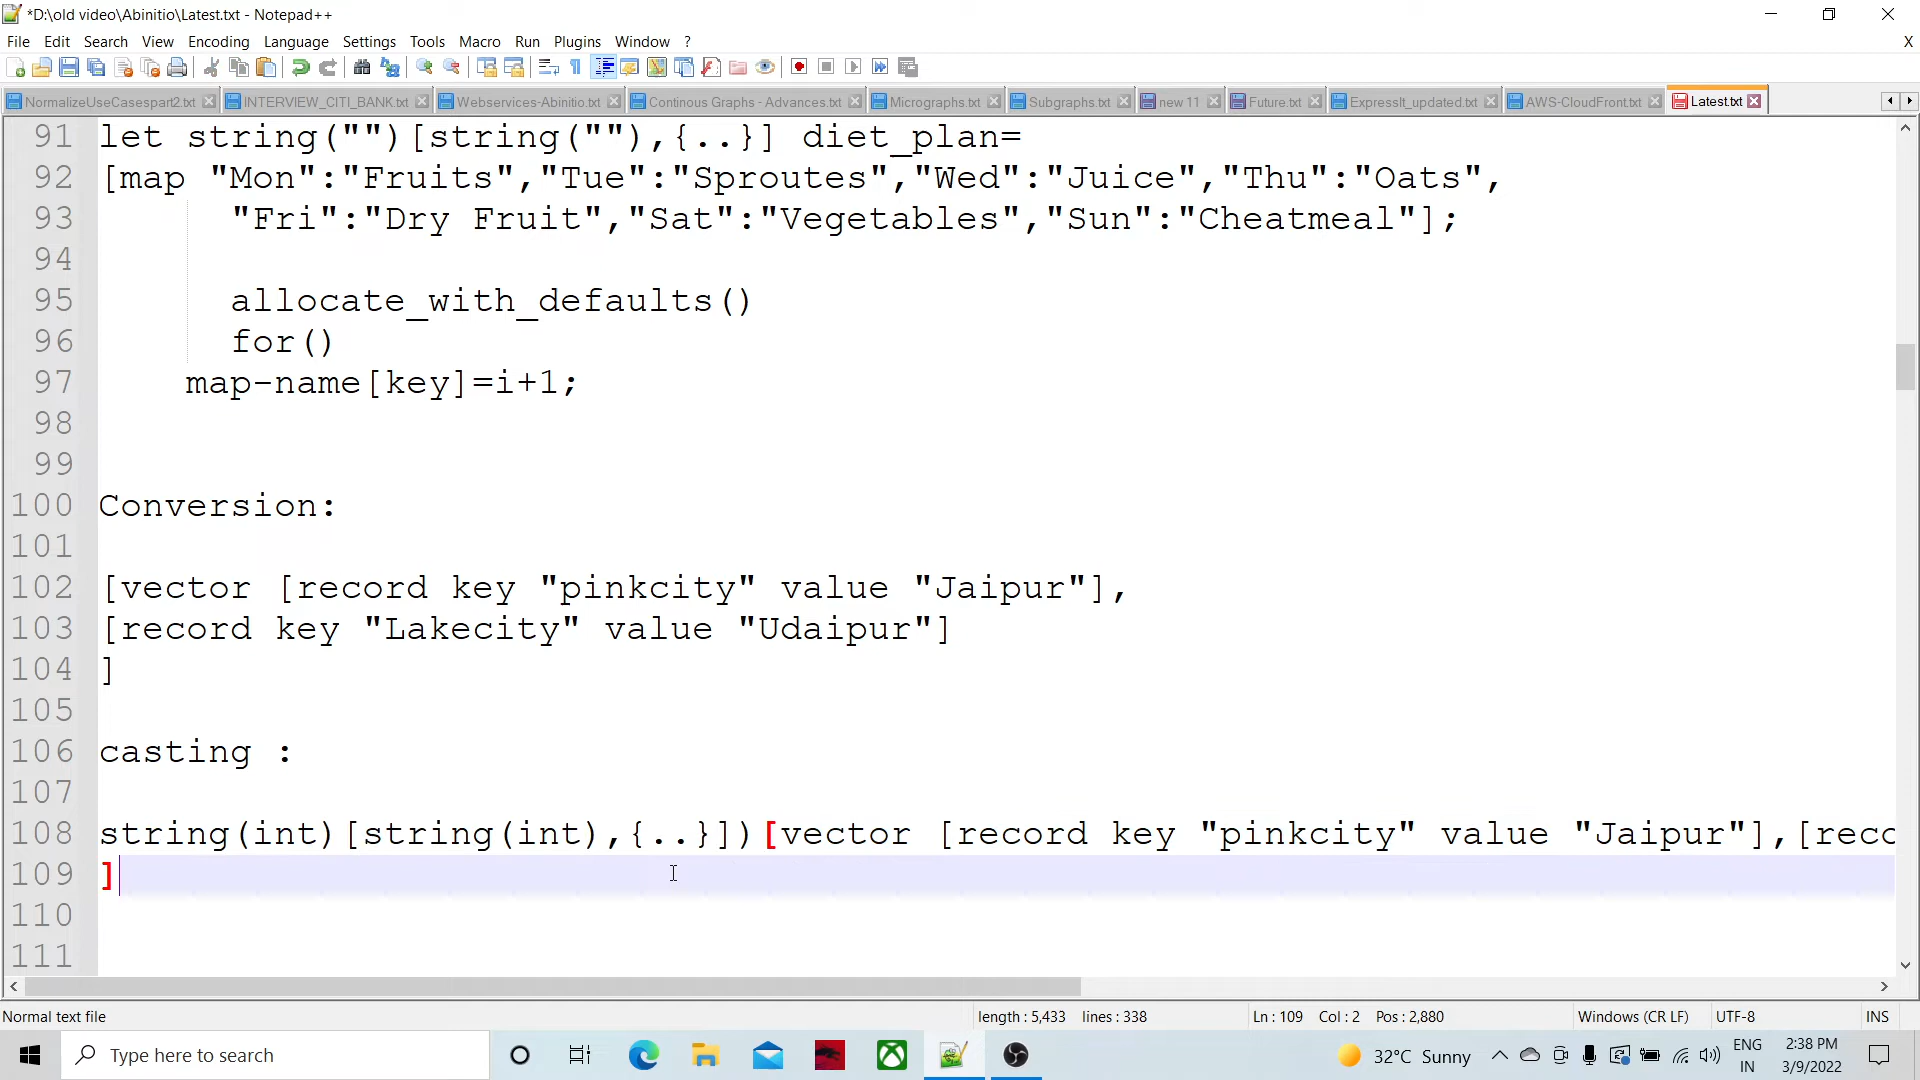 *D:\old video\Abinitio\Latest.txt - Notepad++
File Edit Search View Encoding Language Settings Tools Macro Run Plugins Window ? X
NormalizeUseCasespart2.txt INTERVIEW_CITI_BANK.txt Webservices-Abinitio.txt Continous Graphs - Advances.txt Micrographs.txt Subgraphs.txt new 11 Future.txt ExpressIt_updated.txt AWS-CloudFront.txt Latest.txt
91 let string("")[string(""),{..}] diet_plan=
92 [map "Mon":"Fruits","Tue":"Sproutes","Wed":"Juice","Thu":"Oats",
93 "Fri":"Dry Fruit","Sat":"Vegetables","Sun":"Cheatmeal"];
94
95 allocate_with_defaults()
96 for()
97 map-name[key]=i+1;
98
99
100 Conversion:
101
102 [vector [record key "pinkcity" value "Jaipur"],
103 [record key "Lakecity" value "Udaipur"]
104 ]
105
106 casting :
107
108 string(int)[string(int),{..}])[vector [record key "pinkcity" value "Jaipur"],[reco
109 ]
110
111
Normal text file length : 5,433 lines : 338 Ln : 109 Col : 2 Pos : 2,880 Windows (CR LF) UTF-8 INS
Type here to search 32°C Sunny ENG IN 2:38 PM 3/9/2022